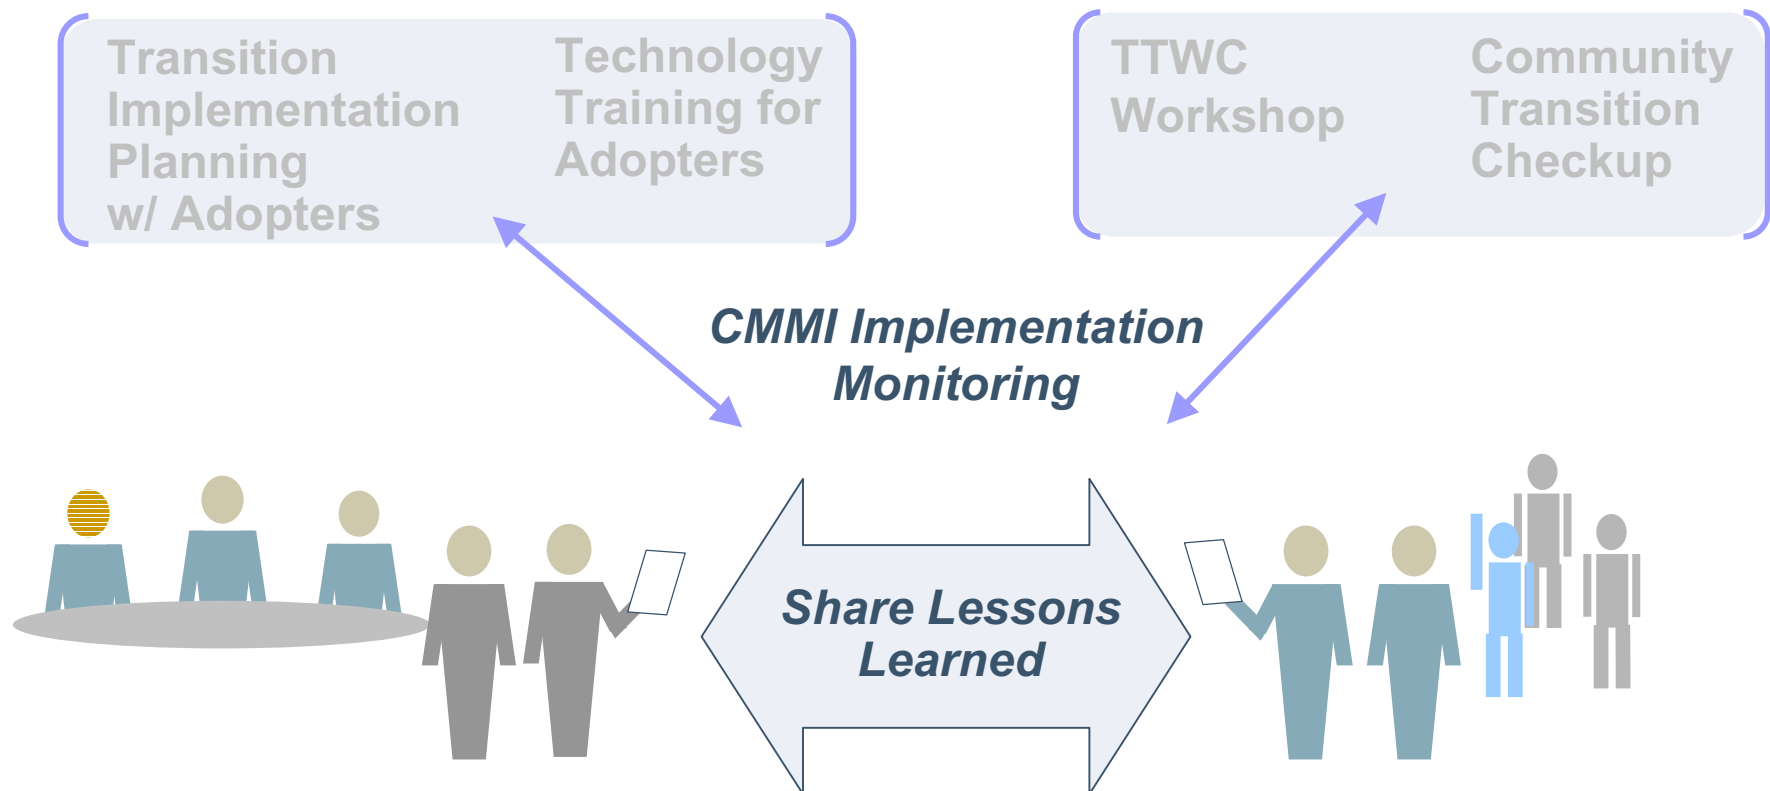 Transition
Implementation
Planning
w/ Adopters
Technology
Training for
Adopters
TTWC
Workshop
Community
Transition
Checkup
CMMI Implementation
Monitoring
Share Lessons
Learned